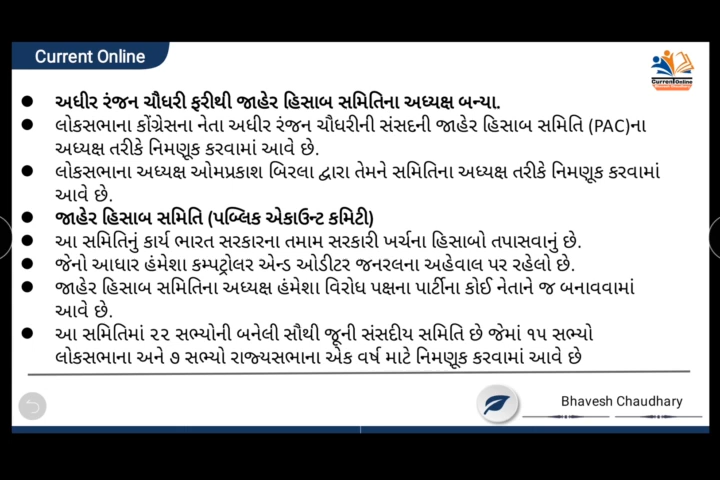 Current Online
Current Online
અધીર રંજન ચૌધરી ફરીથી જાહેર હિસાબ સમિતિના અધ્યક્ષ બન્યા.
લોકસભાના કોંગ્રેસના નેતા અધીર રંજન ચૌધરીની સંસદની જાહેર હિસાબ સમિતિ (PAC)ના
અધ્યક્ષ તરીકે નિમણૂક કરવામાં આવે છે.
લોકસભાના અધ્યક્ષ ઓમપ્રકાશ બિરલા દ્વારા તેમને સમિતિના અધ્યક્ષ તરીકે નિમણૂક કરવામાં
આવે છે.
જાહેર હિસાબ સમિતિ (પબ્લિક એકાઉન્ટ કમિટી)
આ સમિતિનું કાર્ય ભારત સરકારના તમામ સરકારી ખર્ચના હિસાબો તપાસવાનું છે.
જેનો આધાર હંમેશા કમ્પટ્રોલર એન્ડ ઓડીટર જનરલના અહેવાલ પર રહેલો છે.
જાહેર હિસાબ સમિતિના અધ્યક્ષ હંમેશા વિરોધ પક્ષના પાર્ટીના કોઈ નેતાને જ બનાવવામાં
આવે છે.
આ સમિતિમાં ૨૨ સભ્યોની બનેલી સૌથી જૂની સંસદીય સમિતિ છે જેમાં ૧૫ સભ્યો
લોકસભાના અને ૭ સભ્યો રાજ્યસભાના એક વર્ષ માટે નિમણૂક કરવામાં આવે છે
Bhavesh Chaudhary